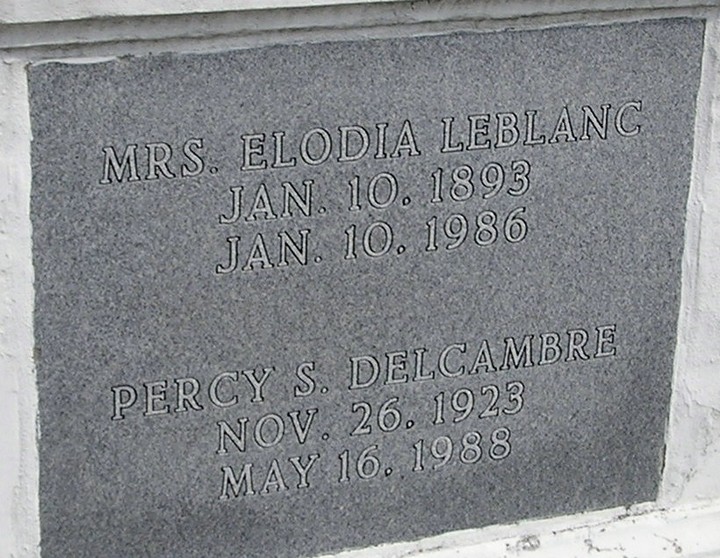 MRS. ELODIA LEBLANC
JAN. 10. 1893
JAN. 10. 1986
PERCY S. DELCAMBRE
NOV. 26. 1923
MAY 16. 1988